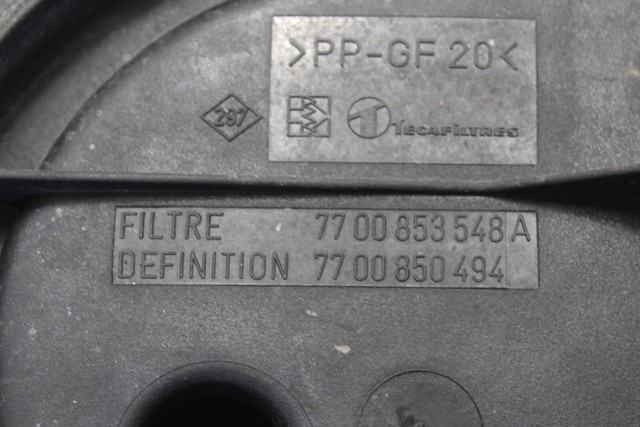 >PP-GF 20<
297 TECAFILTRES
FILTRE 77 00 853 548 A
DEFINITION 77 00 850 494